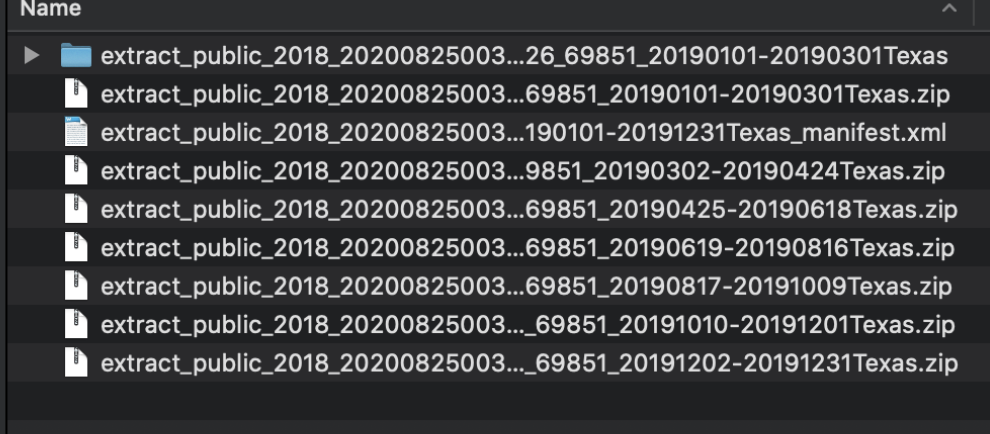 Name
extract_public_2018_20200825003...26_69851_20190101-20190301Texas
extract_public_2018_20200825003...69851_20190101-20190301Texas.zip
extract_public_2018_20200825003...190101-20191231Texas_manifest.xml
extract_public_2018_20200825003...9851_20190302-20190424Texas.zip
extract_public_2018_20200825003...69851_20190425-20190618Texas.zip
extract_public_2018_20200825003...69851_20190619-20190816Texas.zip
extract_public_2018_20200825003...69851_20190817-20191009Texas.zip
extract_public_2018_20200825003..._69851_20191010-20191201Texas.zip
extract_public_2018_20200825003..._69851_20191202-20191231Texas.zip